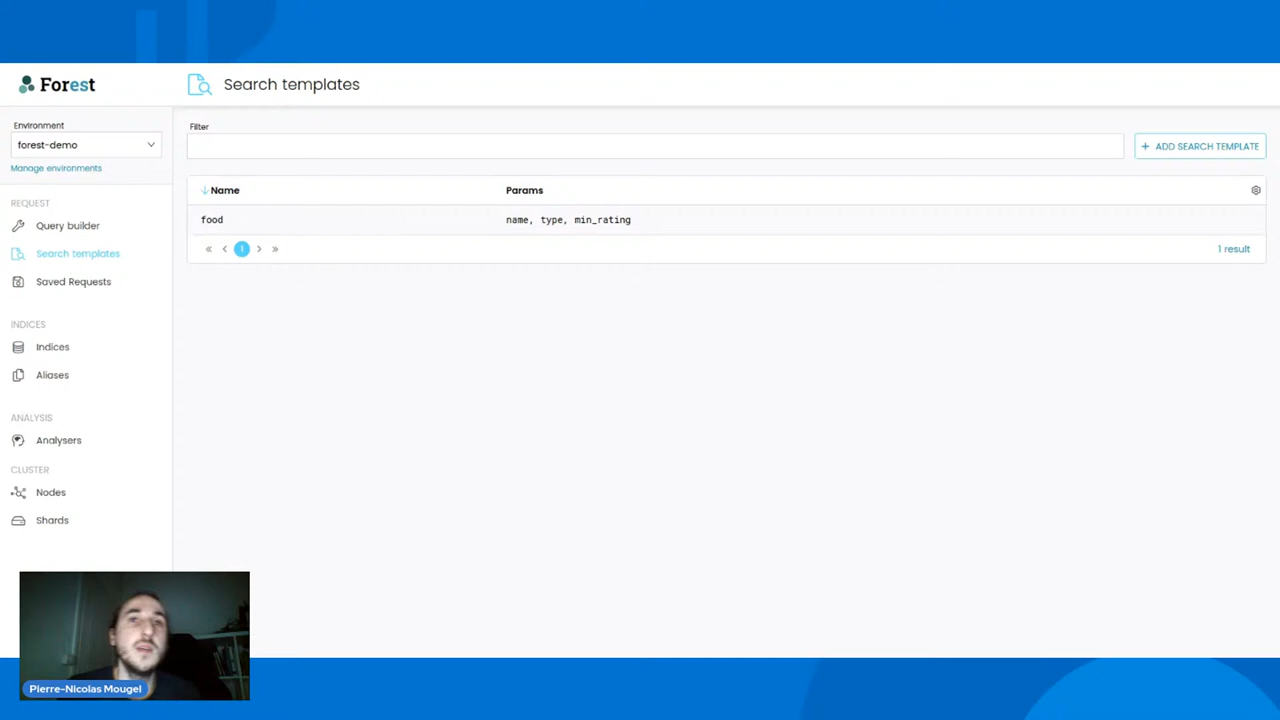 Forest
Search templates
Environment
forest-demo
Manage environments
Filter
+ ADD SEARCH TEMPLATE
Name Params
food name, type, min_rating
« ‹ 1 › »
1 result
REQUEST
Query builder
Search templates
Saved Requests
INDICES
Indices
Aliases
ANALYSIS
Analysers
CLUSTER
Nodes
Shards
Pierre-Nicolas Mougel